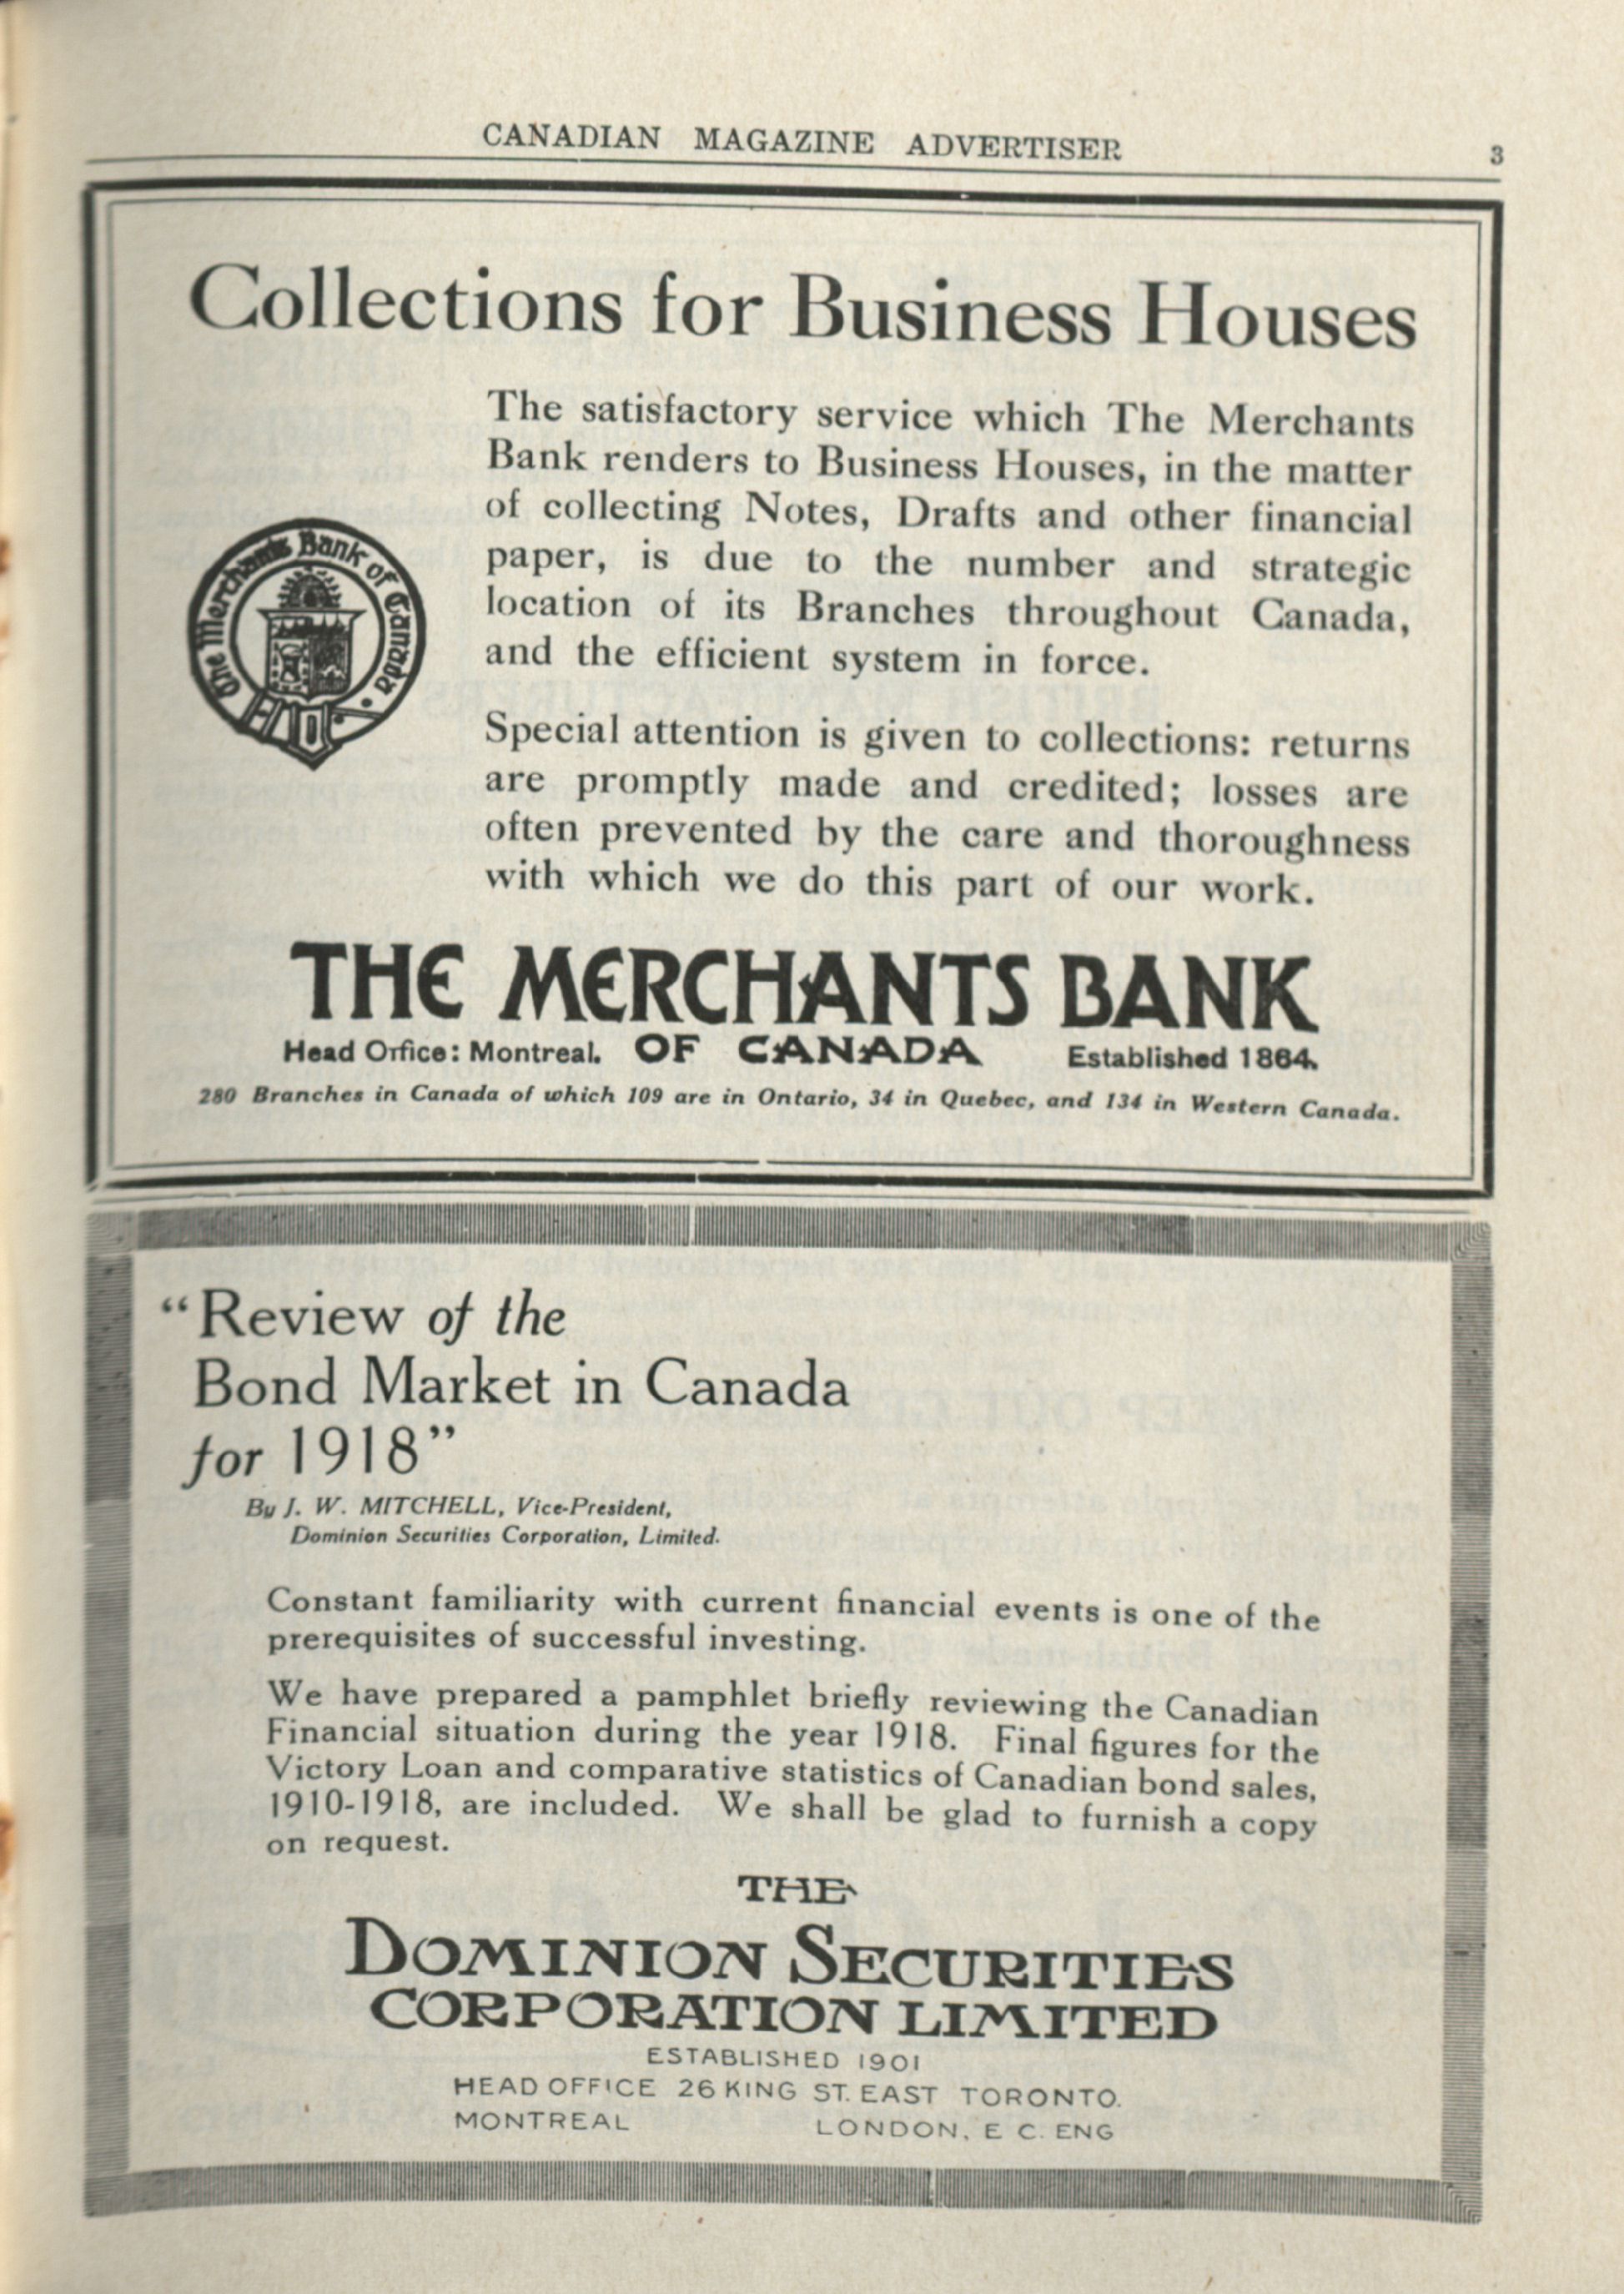 CANADIAN MAGAZINE ADVERTISER 3
Collections for Business Houses
The satisfactory service which The Merchants
Bank renders to Business Houses, in the matter
of collecting Notes, Drafts and other financial
paper, is due to the number and strategic
location of its Branches throughout Canada,
and the efficient system in force.
The Merchants Bank of Canada
Special attention is given to collections: returns
are promptly made and credited; losses are
often prevented by the care and thoroughness
with which we do this part of our work.
THE MERCHANTS BANK
Head Office: Montreal. OF CANADA Established 1864.
280 Branches in Canada of which 109 are in Ontario, 34 in Quebec, and 134 in Western Canada.
"Review of the
Bond Market in Canada
for 1918"
By J. W. MITCHELL, Vice-President,
Dominion Securities Corporation, Limited.
Constant familiarity with current financial events is one of the
prerequisites of successful investing.
We have prepared a pamphlet briefly reviewing the Canadian
Financial situation during the year 1918. Final figures for the
Victory Loan and comparative statistics of Canadian bond sales,
1910-1918, are included. We shall be glad to furnish a copy
on request.
THE
DOMINION SECURITIES
CORPORATION LIMITED
ESTABLISHED 1901
HEAD OFFICE 26 KING ST. EAST TORONTO.
MONTREAL LONDON, E C. ENG